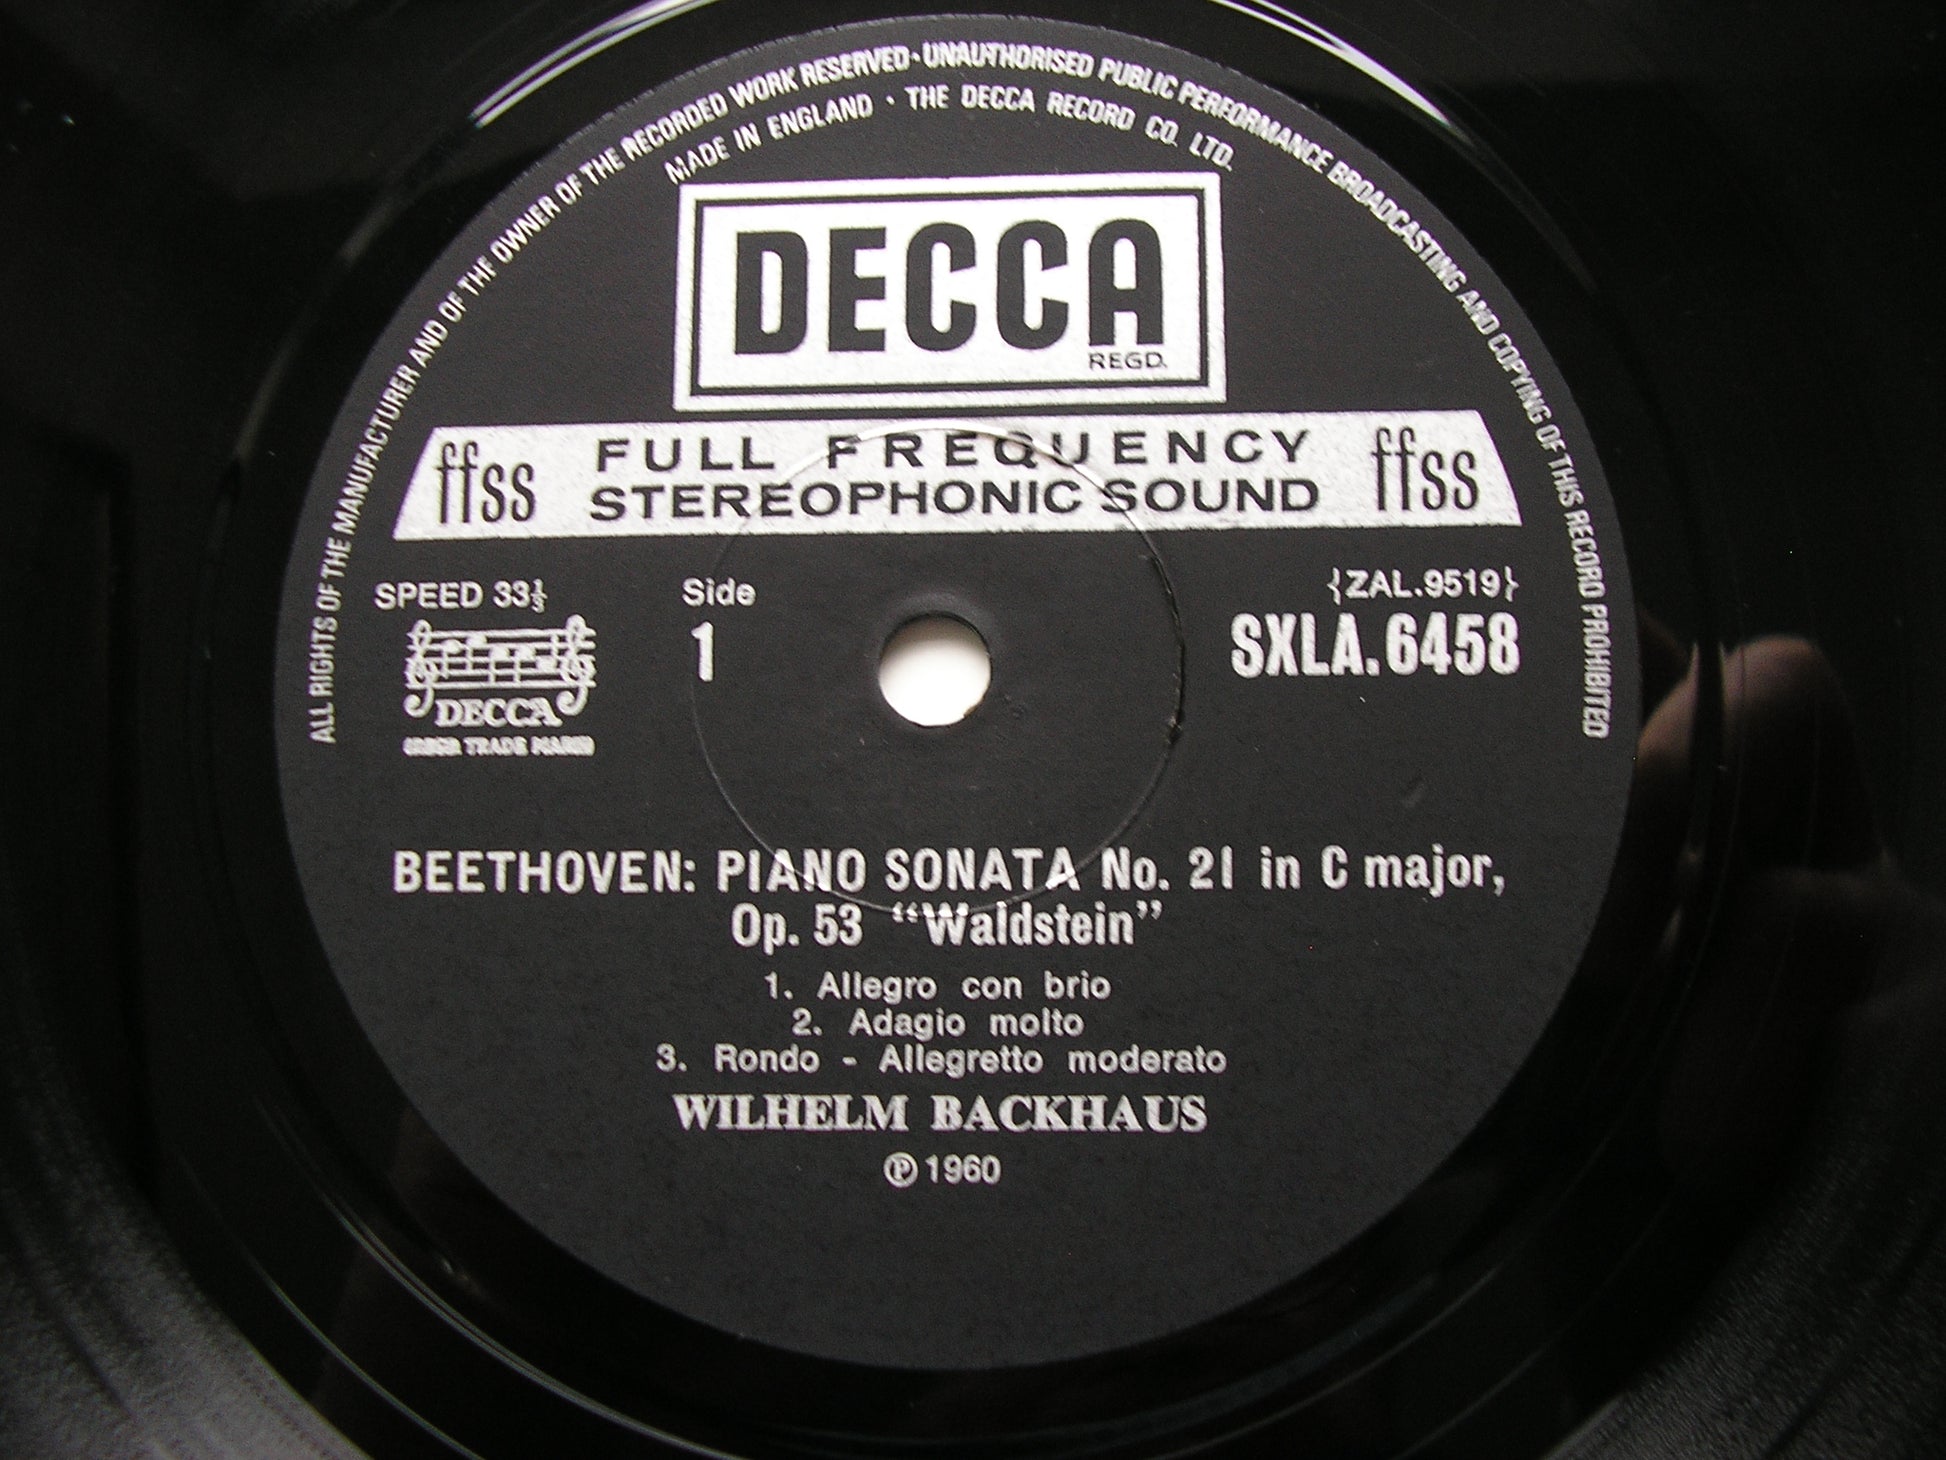 ALL RIGHTS OF THE MANUFACTURER AND OF THE OWNER OF THE RECORDED WORK RESERVED · UNAUTHORISED PUBLIC PERFORMANCE BROADCASTING AND COPYING OF THIS RECORD PROHIBITED
MADE IN ENGLAND · THE DECCA RECORD CO. LTD.
DECCA
REGD.
ffss FULL FREQUENCY STEREOPHONIC SOUND ffss
SPEED 33⅓
Side
1
{ZAL.9519}
SXLA.6458
DECCA
TRADE MARK
BEETHOVEN: PIANO SONATA No. 21 in C major,
Op. 53 “Waldstein”
1. Allegro con brio
2. Adagio molto
3. Rondo - Allegretto moderato
WILHELM BACKHAUS
℗ 1960